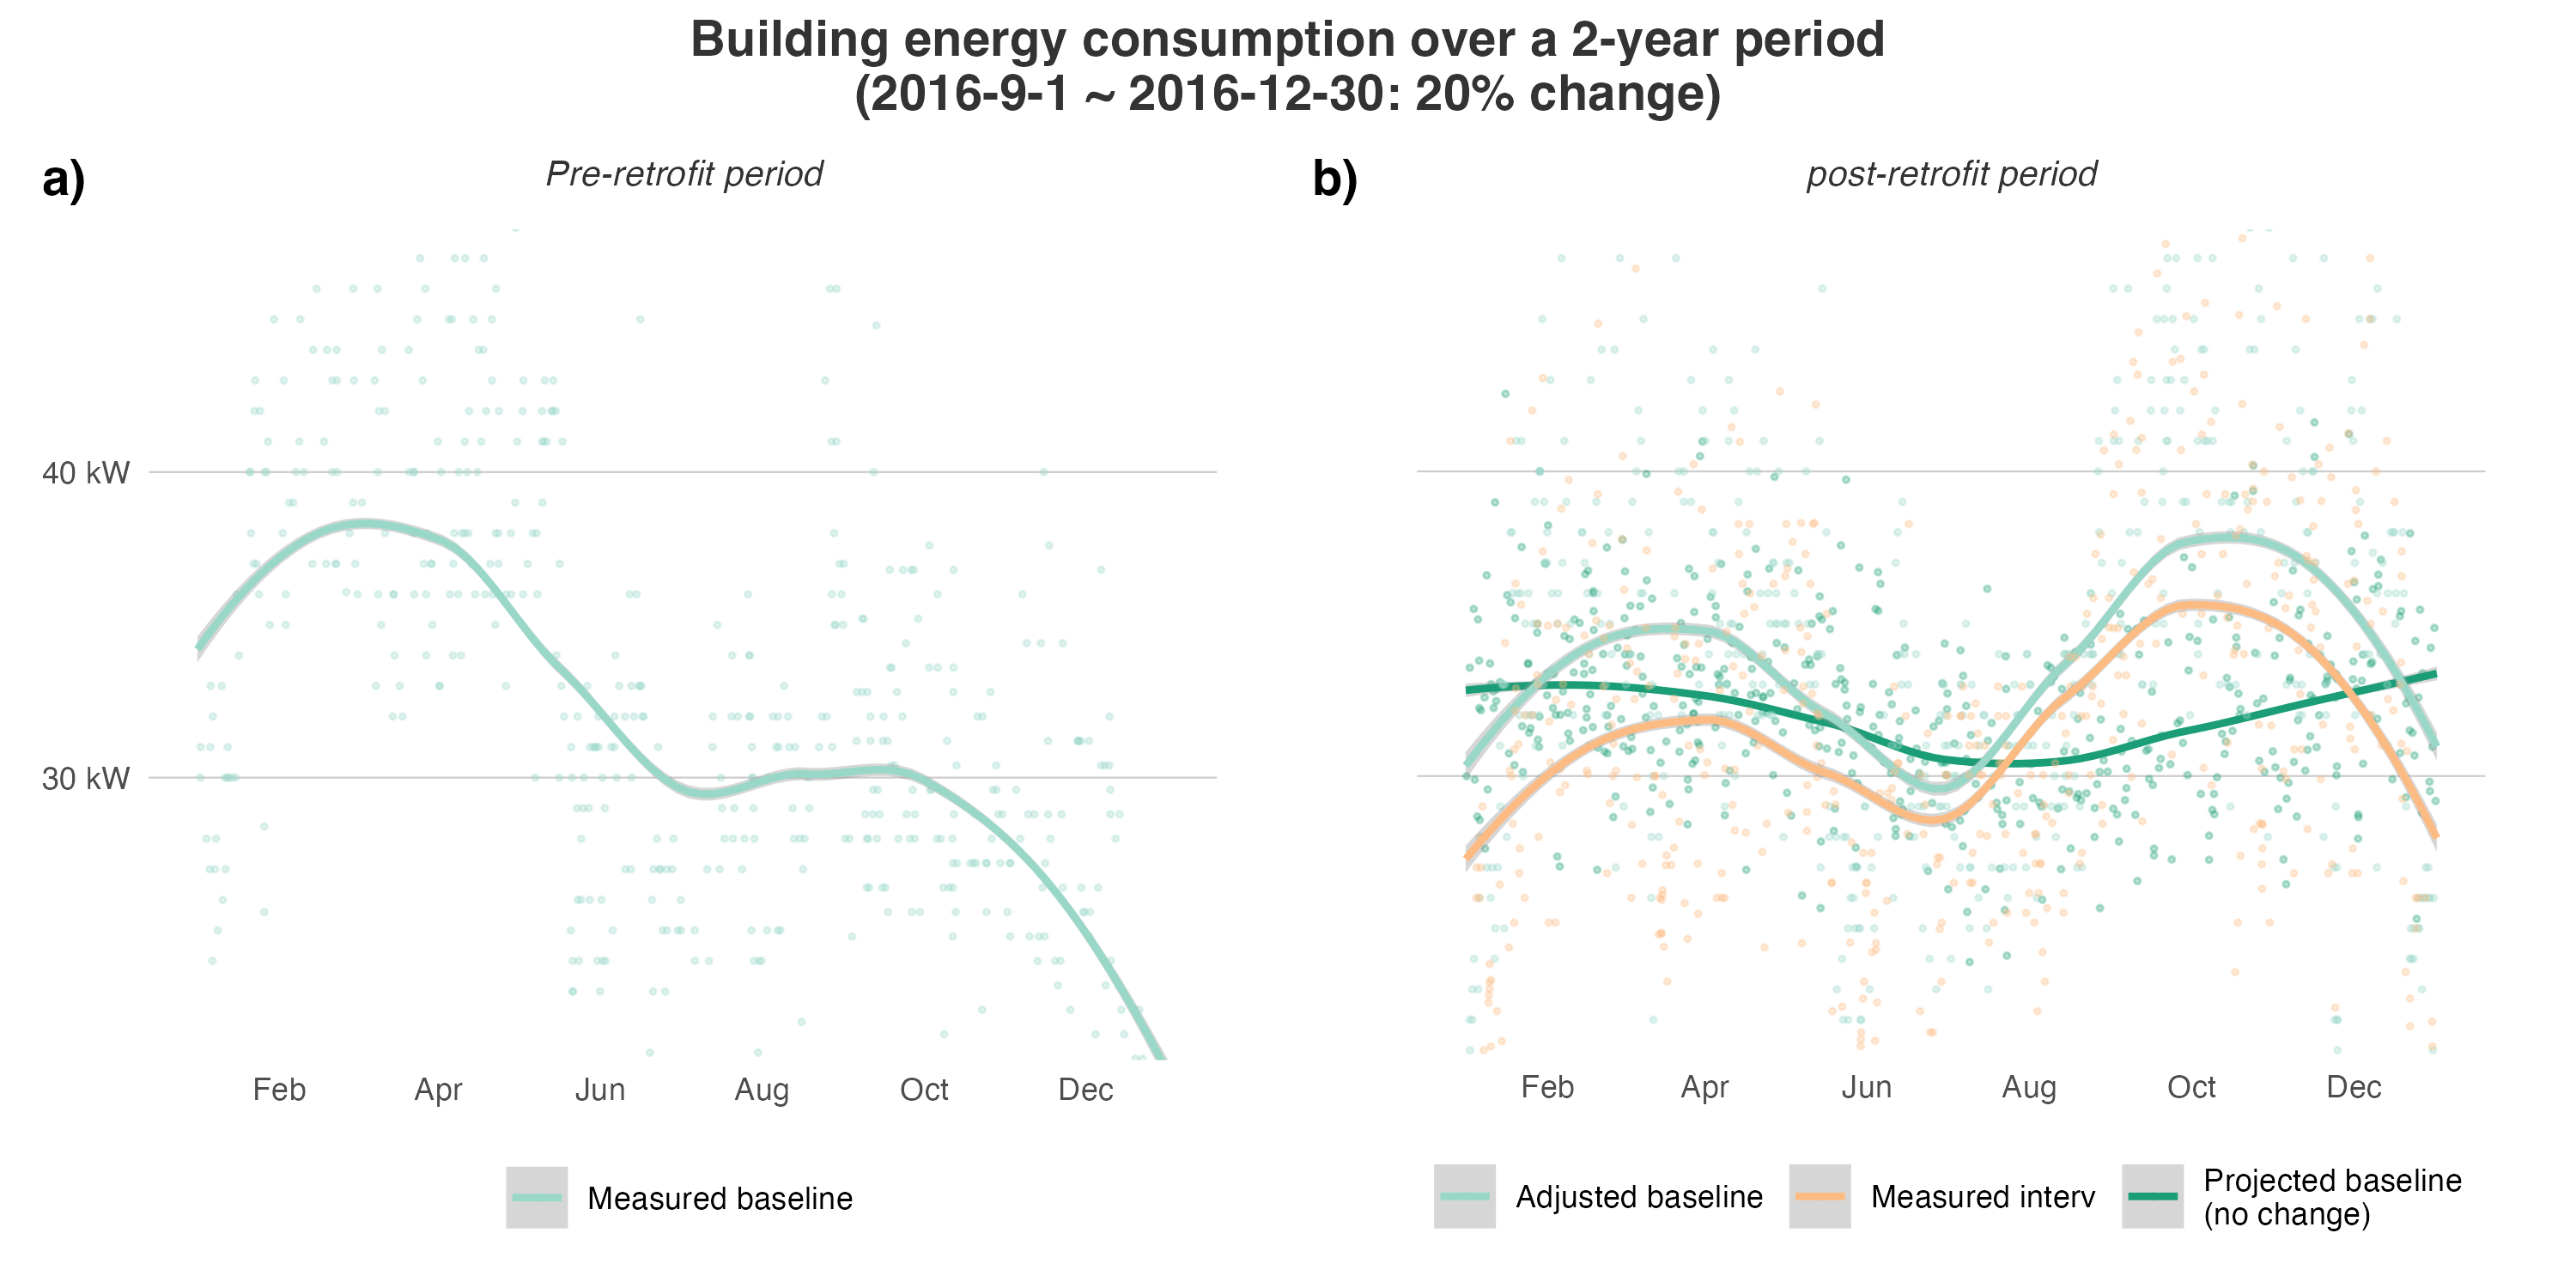 Building energy consumption over a 2-year period
(2016-9-1 ~ 2016-12-30: 20% change)
a)
Pre-retrofit period
40 kW
30 kW
Feb Apr Jun Aug Oct Dec
Measured baseline
b)
post-retrofit period
Feb Apr Jun Aug Oct Dec
Adjusted baseline
Measured interv
Projected baseline
(no change)